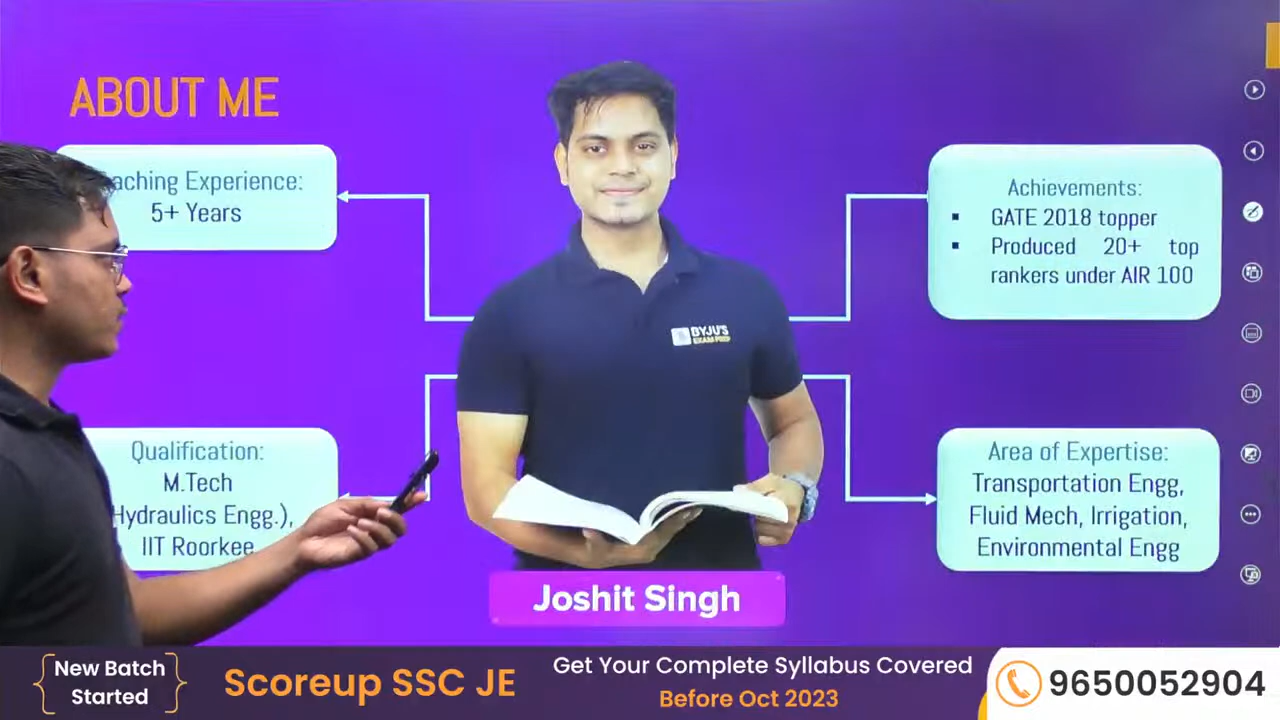 ABOUT ME
aching Experience:
5+ Years
Achievements:
▪ GATE 2018 topper
▪ Produced 20+ top
rankers under AIR 100
BYJU'S
EXAM PREP
Qualification:
M.Tech
Hydraulics Engg.),
IIT Roorkee
Area of Expertise:
Transportation Engg,
Fluid Mech, Irrigation,
Environmental Engg
Joshit Singh
New Batch
Started
Scoreup SSC JE
Get Your Complete Syllabus Covered
Before Oct 2023
9650052904